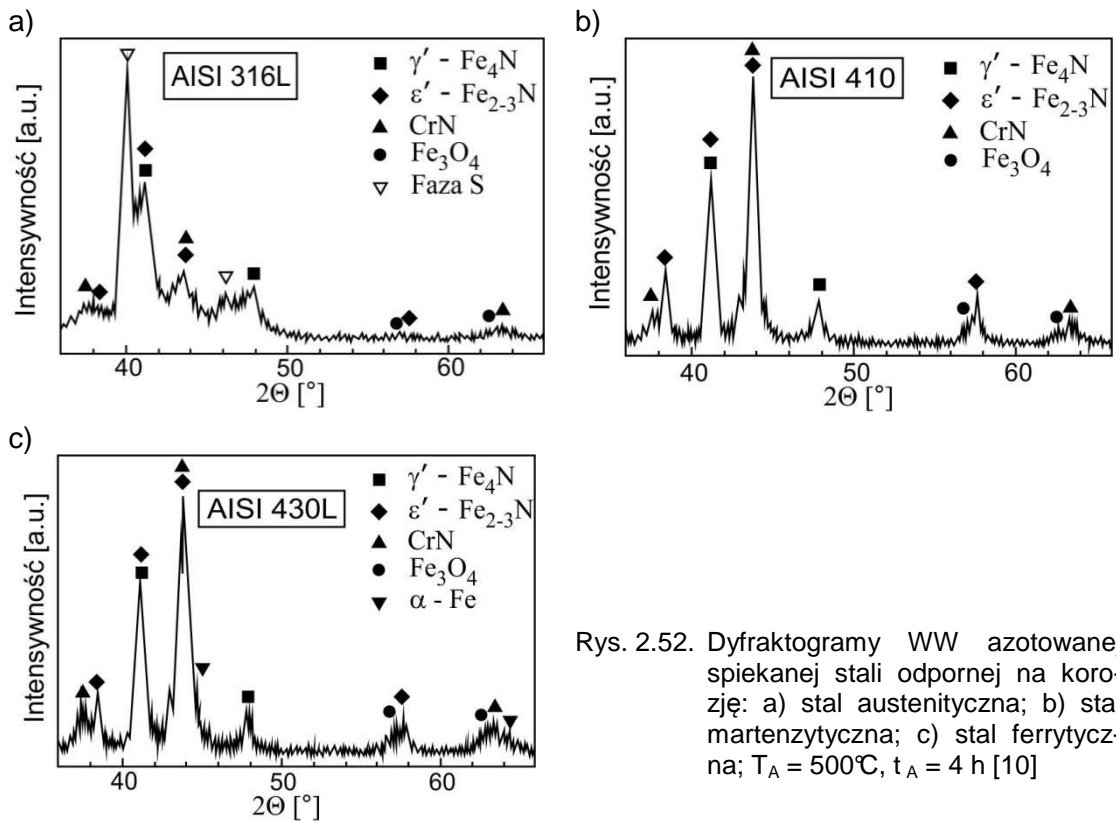 a)
Intensywność [a.u.]
AISI 316L
γ′ - Fe₄N
ε′ - Fe₂₋₃N
CrN
Fe₃O₄
Faza S
40
50
60
2Θ [°]
b)
Intensywność [a.u.]
AISI 410
γ′ - Fe₄N
ε′ - Fe₂₋₃N
CrN
Fe₃O₄
40
50
60
2Θ [°]
c)
Intensywność [a.u.]
AISI 430L
γ′ - Fe₄N
ε′ - Fe₂₋₃N
CrN
Fe₃O₄
α - Fe
40
50
60
2Θ [°]
Rys. 2.52. Dyfraktogramy WW azotowanej
spiekanej stali odpornej na koro-
zję: a) stal austenityczna; b) sta
martenzytyczna; c) stal ferrytycz-
na; T_A = 500°C, t_A = 4 h [10]